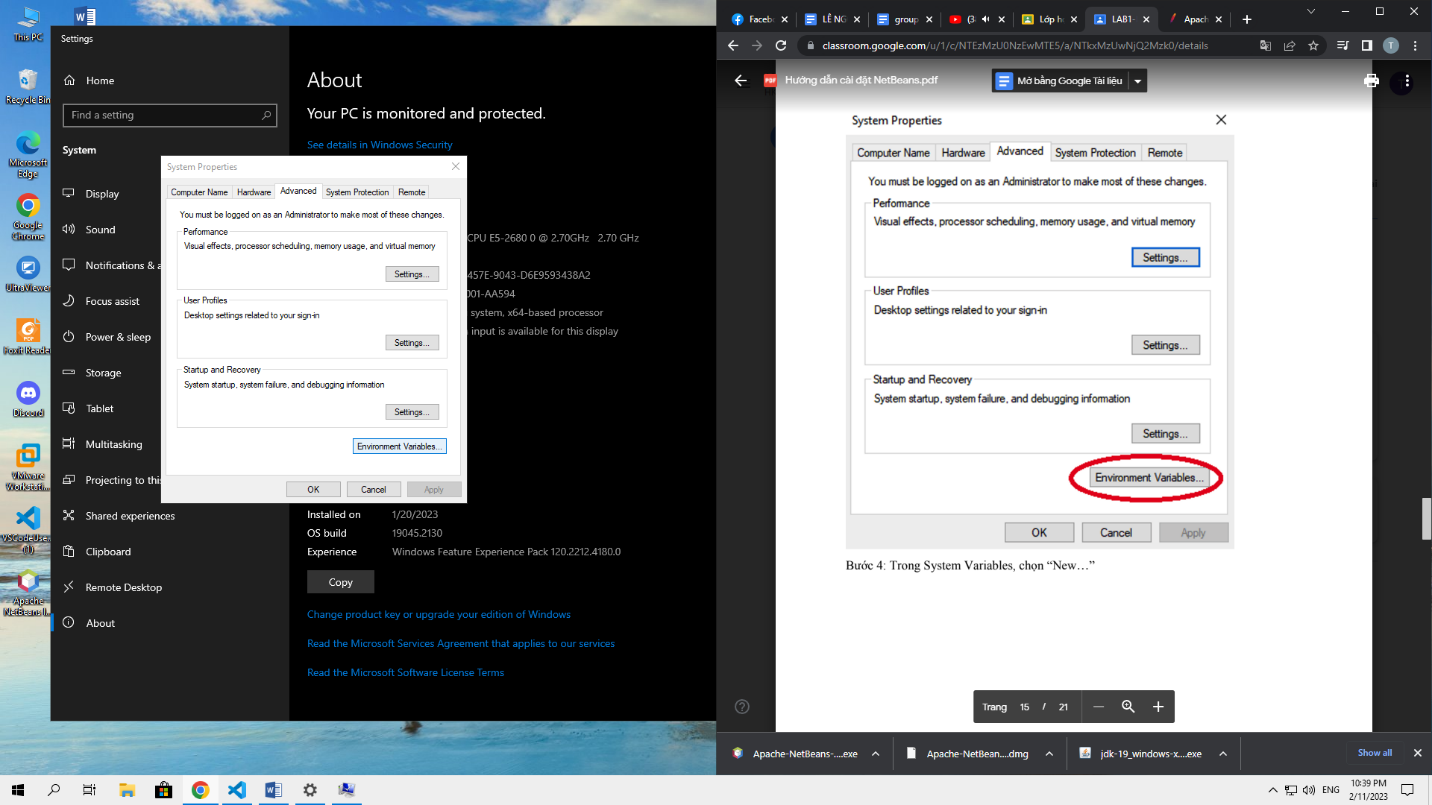 This PC
Recycle Bin
Microsoft
Edge
Google
Chrome
UltraViewer
Foxit Reader
Discord
VMware
Workstati...
VSCodeUse...
(1)
Apache
NetBeans I...
Settings
Home
Find a setting
System
Display
Sound
Notifications & a
Focus assist
Power & sleep
Storage
Tablet
Multitasking
Projecting to this
Shared experiences
Clipboard
Remote Desktop
About
About
Your PC is monitored and protected.
See details in Windows Security
System Properties
Computer Name Hardware Advanced System Protection Remote
You must be logged on as an Administrator to make most of these changes.
Performance
Visual effects, processor scheduling, memory usage, and virtual memory
Settings...
User Profiles
Desktop settings related to your sign-in
Settings...
Startup and Recovery
System startup, system failure, and debugging information
Settings...
Environment Variables...
OK Cancel Apply
CPU E5-2680 0 @ 2.70GHz 2.70 GHz
457E-9043-D6E9593438A2
001-AA594
system, x64-based processor
input is available for this display
Installed on 1/20/2023
OS build 19045.2130
Experience Windows Feature Experience Pack 120.2212.4180.0
Copy
Change product key or upgrade your edition of Windows
Read the Microsoft Services Agreement that applies to our services
Read the Microsoft Software License Terms
Faceb LÊ NG group (3 Lớp h LAB1- Apach
classroom.google.com/u/1/c/NTEzMzU0NzEwMTE5/a/NTkxMzUwNjQ2Mzk0/details
T
PDF Hướng dẫn cài đặt NetBeans.pdf
Mở bằng Google Tài liệu
System Properties
Computer Name Hardware Advanced System Protection Remote
You must be logged on as an Administrator to make most of these changes.
Performance
Visual effects, processor scheduling, memory usage, and virtual memory
Settings...
User Profiles
Desktop settings related to your sign-in
Settings...
Startup and Recovery
System startup, system failure, and debugging information
Settings...
Environment Variables...
OK Cancel Apply
Bước 4: Trong System Variables, chọn “New…”
Trang 15 / 21
Apache-NetBeans-....exe Apache-NetBean....dmg jdk-19_windows-x....exe Show all
ENG
10:39 PM
2/11/2023